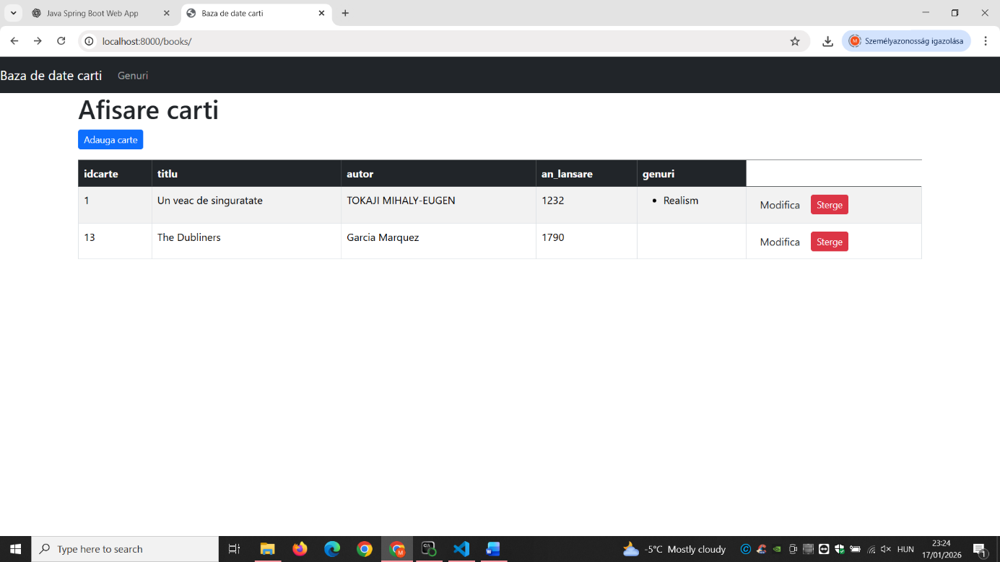 Java Spring Boot Web App
Baza de date carti
localhost:8000/books/
Személyazonosság igazolása
Baza de date carti Genuri
Afisare carti
Adauga carte
idcarte titlu autor an_lansare genuri
1 Un veac de singuratate TOKAJI MIHALY-EUGEN 1232 • Realism Modifica Sterge
13 The Dubliners Garcia Marquez 1790 Modifica Sterge
Type here to search
-5°C Mostly cloudy
HUN
23:24
17/01/2026
1